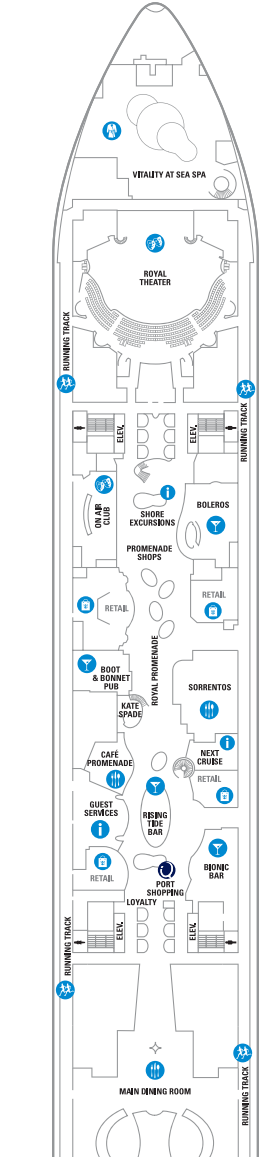 VITALITY AT SEA SPA
ROYAL
THEATER
RUNNING TRACK
RUNNING TRACK
ELEV.
ELEV.
ON AIR
CLUB
SHORE
EXCURSIONS
BOLEROS
PROMENADE
SHOPS
RETAIL
RETAIL
ROYAL PROMENADE
BOOT
& BONNET
PUB
SORRENTOS
KATE
SPADE
CAFÉ
PROMENADE
NEXT
CRUISE
RETAIL
GUEST
SERVICES
RISING
TIDE
BAR
BIONIC
BAR
RETAIL
PORT
SHOPPING
LOYALTY
ELEV.
ELEV.
RUNNING TRACK
RUNNING TRACK
MAIN DINING ROOM